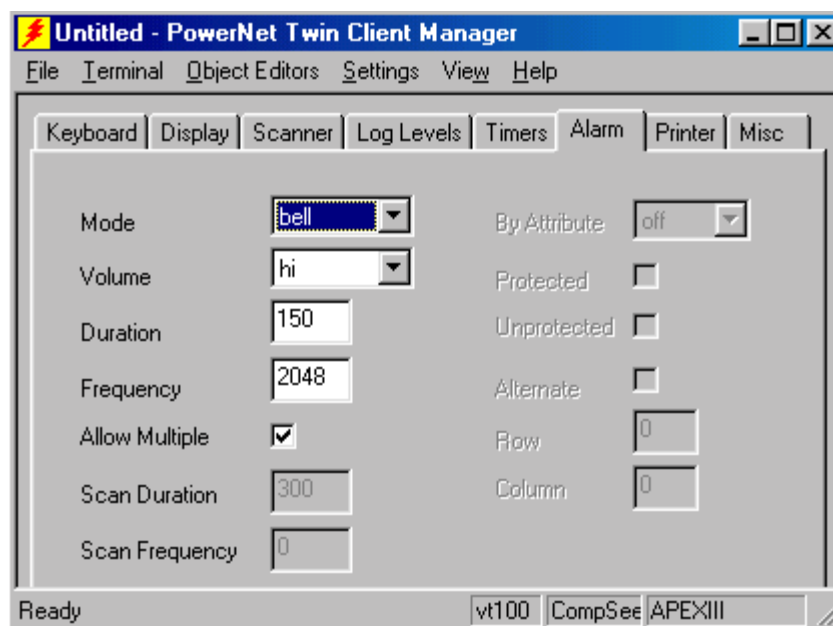 Untitled - PowerNet Twin Client Manager
File Terminal Object Editors Settings View Help
Keyboard Display Scanner Log Levels Timers Alarm Printer Misc
Mode bell By Attribute off
Volume hi Protected
Duration 150 Unprotected
Frequency 2048 Alternate
Allow Multiple Row 0
Scan Duration 300 Column 0
Scan Frequency 0
Ready vt100 CompSee APEXIII